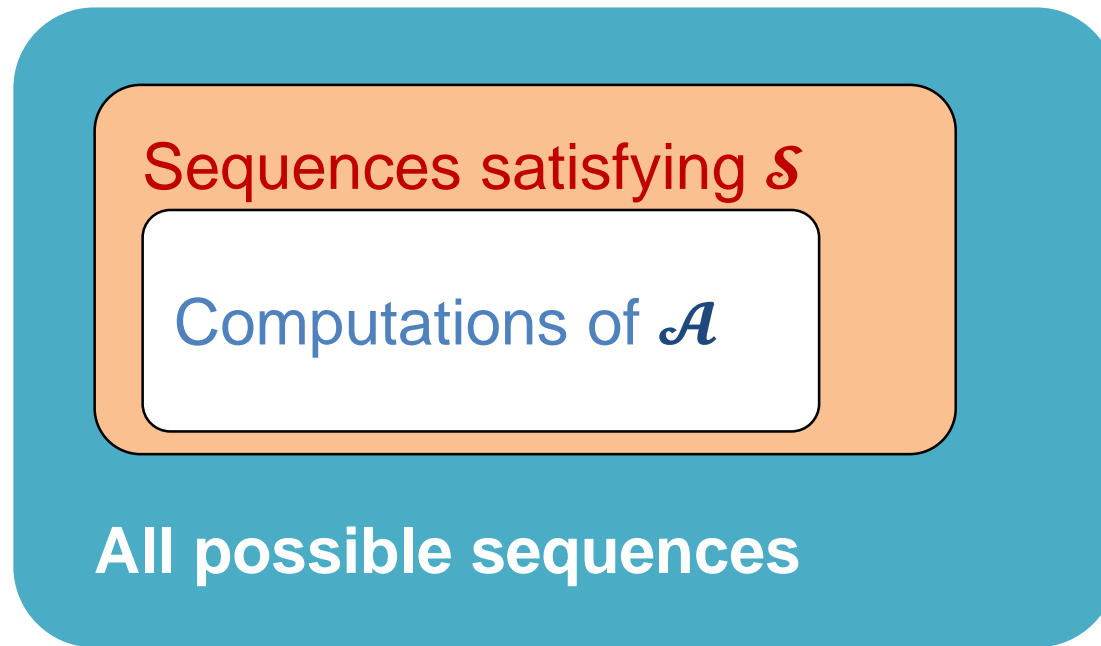 Sequences satisfying 𝓢
Computations of 𝓐
All possible sequences